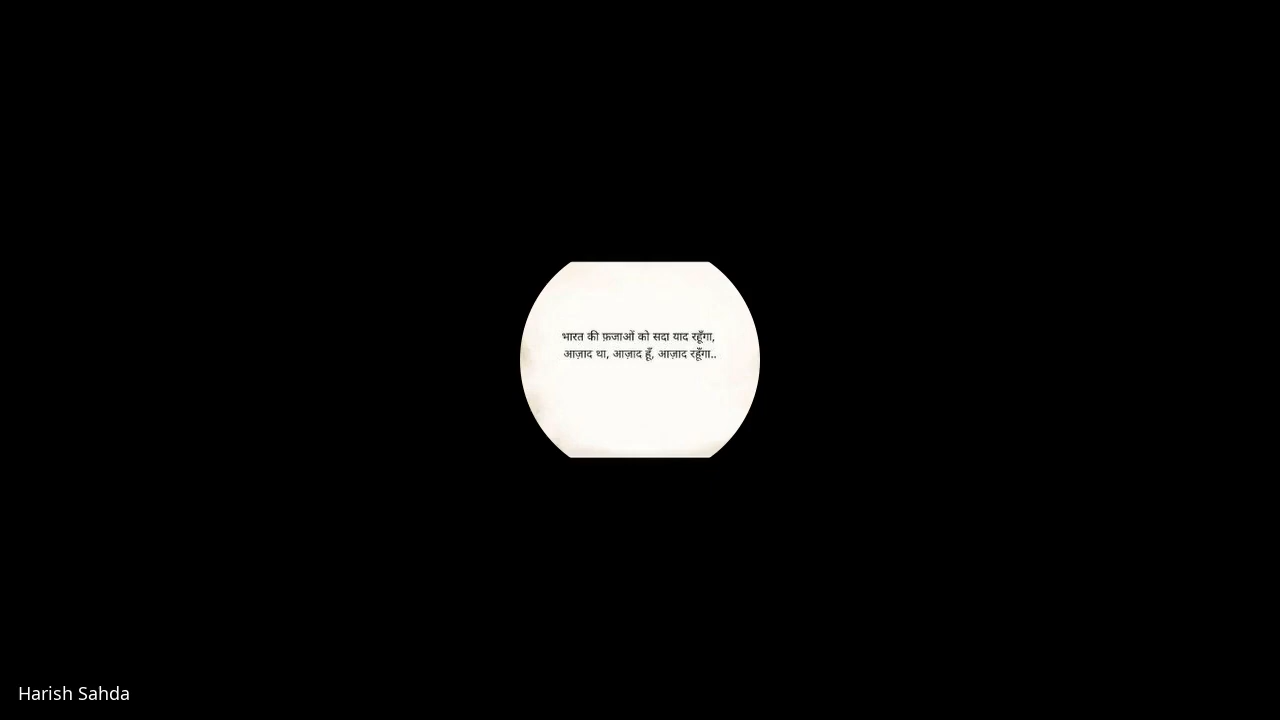 भारत की फ़जाओं को सदा याद रहूँगा,
आज़ाद था, आज़ाद हूँ, आज़ाद रहूँगा..
Harish Sahda